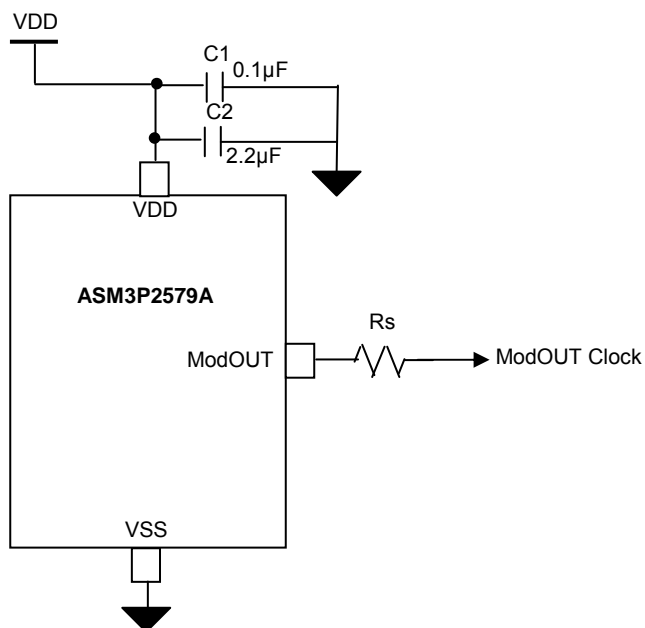 VDD
C1
0.1µF
C2
2.2µF
VDD
ASM3P2579A
Rs
ModOUT
ModOUT Clock
VSS